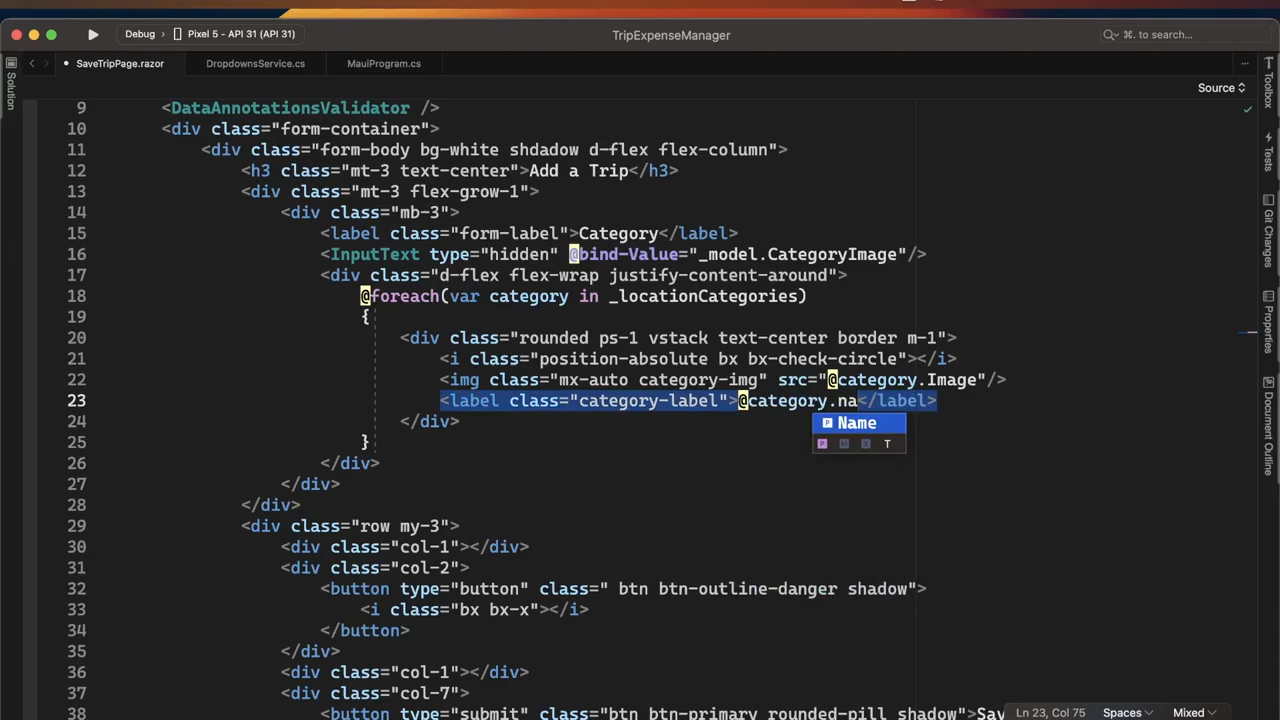 Debug > Pixel 5 - API 31 (API 31)
TripExpenseManager
⌘. to search...
SaveTripPage.razor
DropdownsService.cs
MauiProgram.cs
Source
Solution
Toolbox
Tests
Git Changes
Properties
Document Outline
9 <DataAnnotationsValidator />
10 <div class="form-container">
11 <div class="form-body bg-white shdadow d-flex flex-column">
12 <h3 class="mt-3 text-center">Add a Trip</h3>
13 <div class="mt-3 flex-grow-1">
14 <div class="mb-3">
15 <label class="form-label">Category</label>
16 <InputText type="hidden" @bind-Value="_model.CategoryImage"/>
17 <div class="d-flex flex-wrap justify-content-around">
18 @foreach(var category in _locationCategories)
19 {
20 <div class="rounded ps-1 vstack text-center border m-1">
21 <i class="position-absolute bx bx-check-circle"></i>
22 <img class="mx-auto category-img" src="@category.Image"/>
23 <label class="category-label">@category.na</label>
Name
P M X T
24 </div>
25 }
26 </div>
27 </div>
28 </div>
29 <div class="row my-3">
30 <div class="col-1"></div>
31 <div class="col-2">
32 <button type="button" class=" btn btn-outline-danger shadow">
33 <i class="bx bx-x"></i>
34 </button>
35 </div>
36 <div class="col-1"></div>
37 <div class="col-7">
38 <button type="submit" class="btn btn-primary rounded-pill shadow">Sav
Ln 23, Col 75 Spaces Mixed